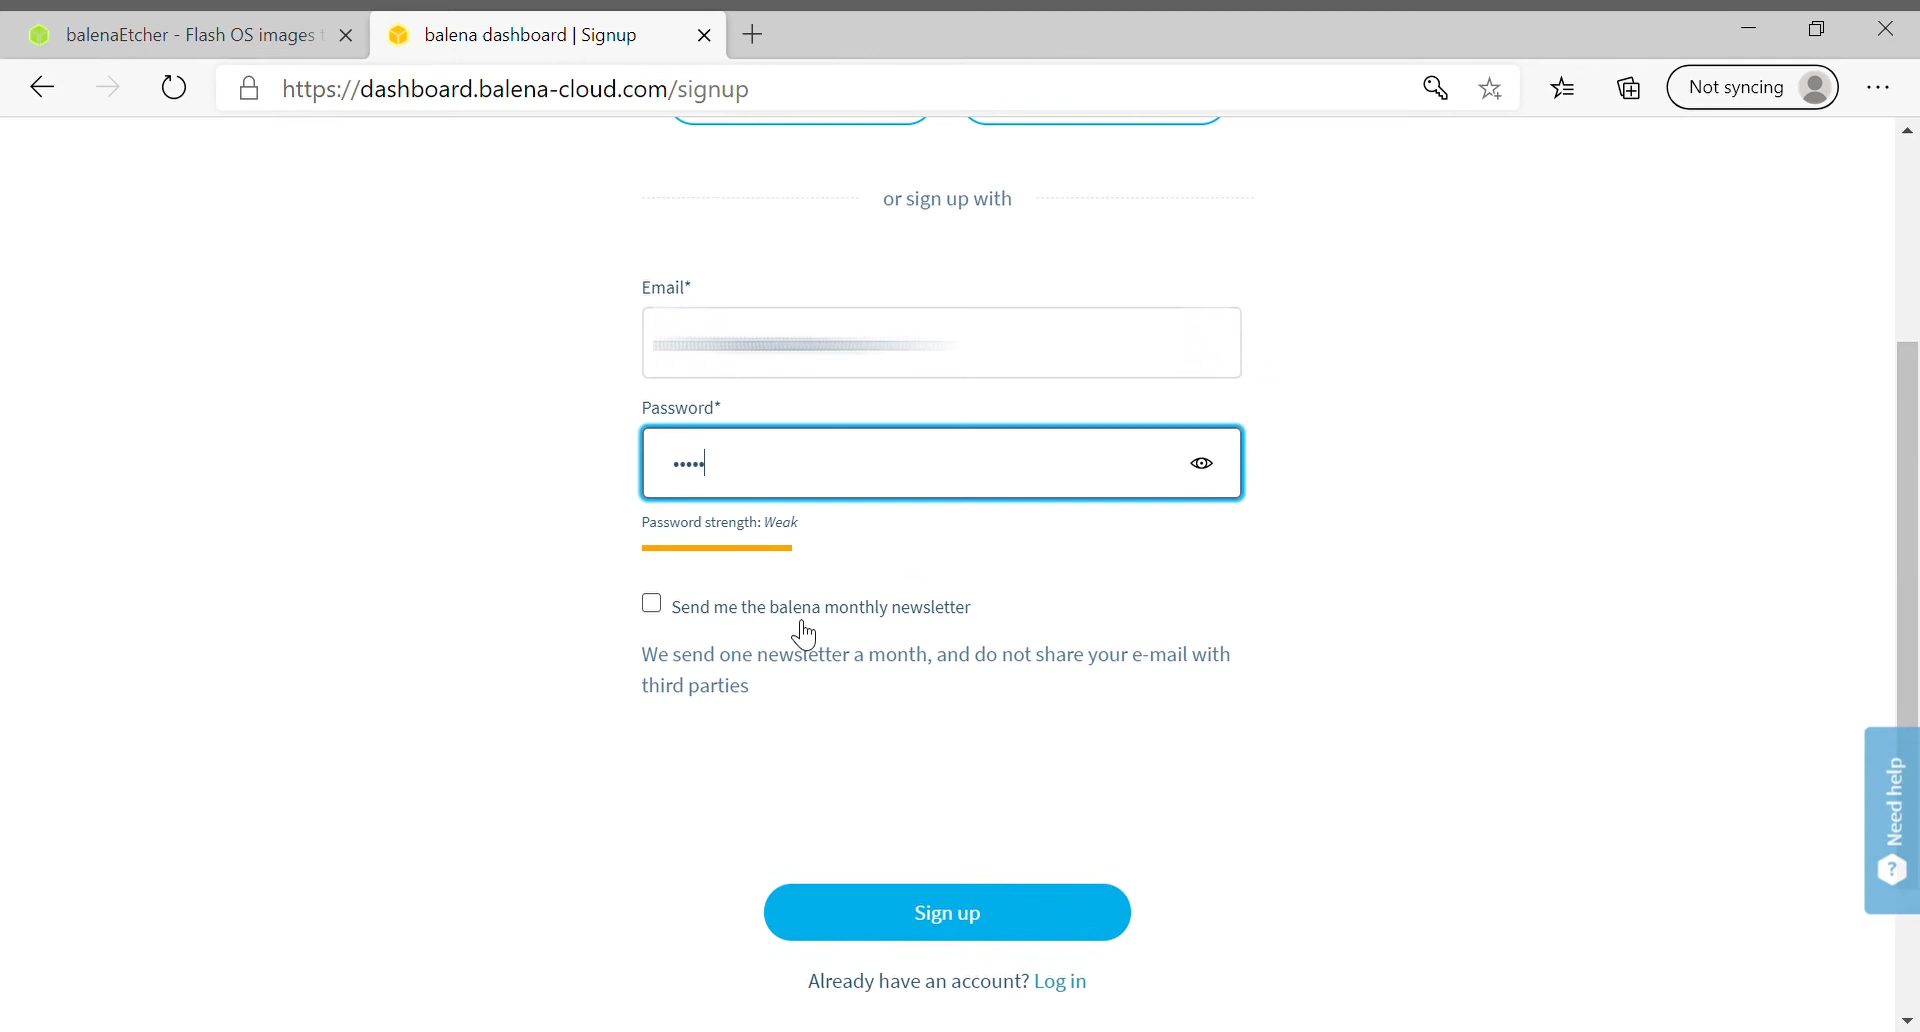 balenaEtcher - Flash OS images
balena dashboard | Signup
https://dashboard.balena-cloud.com/signup
Not syncing
or sign up with
Email*
Password*
•••••
Password strength: Weak
Send me the balena monthly newsletter
We send one newsletter a month, and do not share your e-mail with
third parties
Need help
?
Sign up
Already have an account? Log in